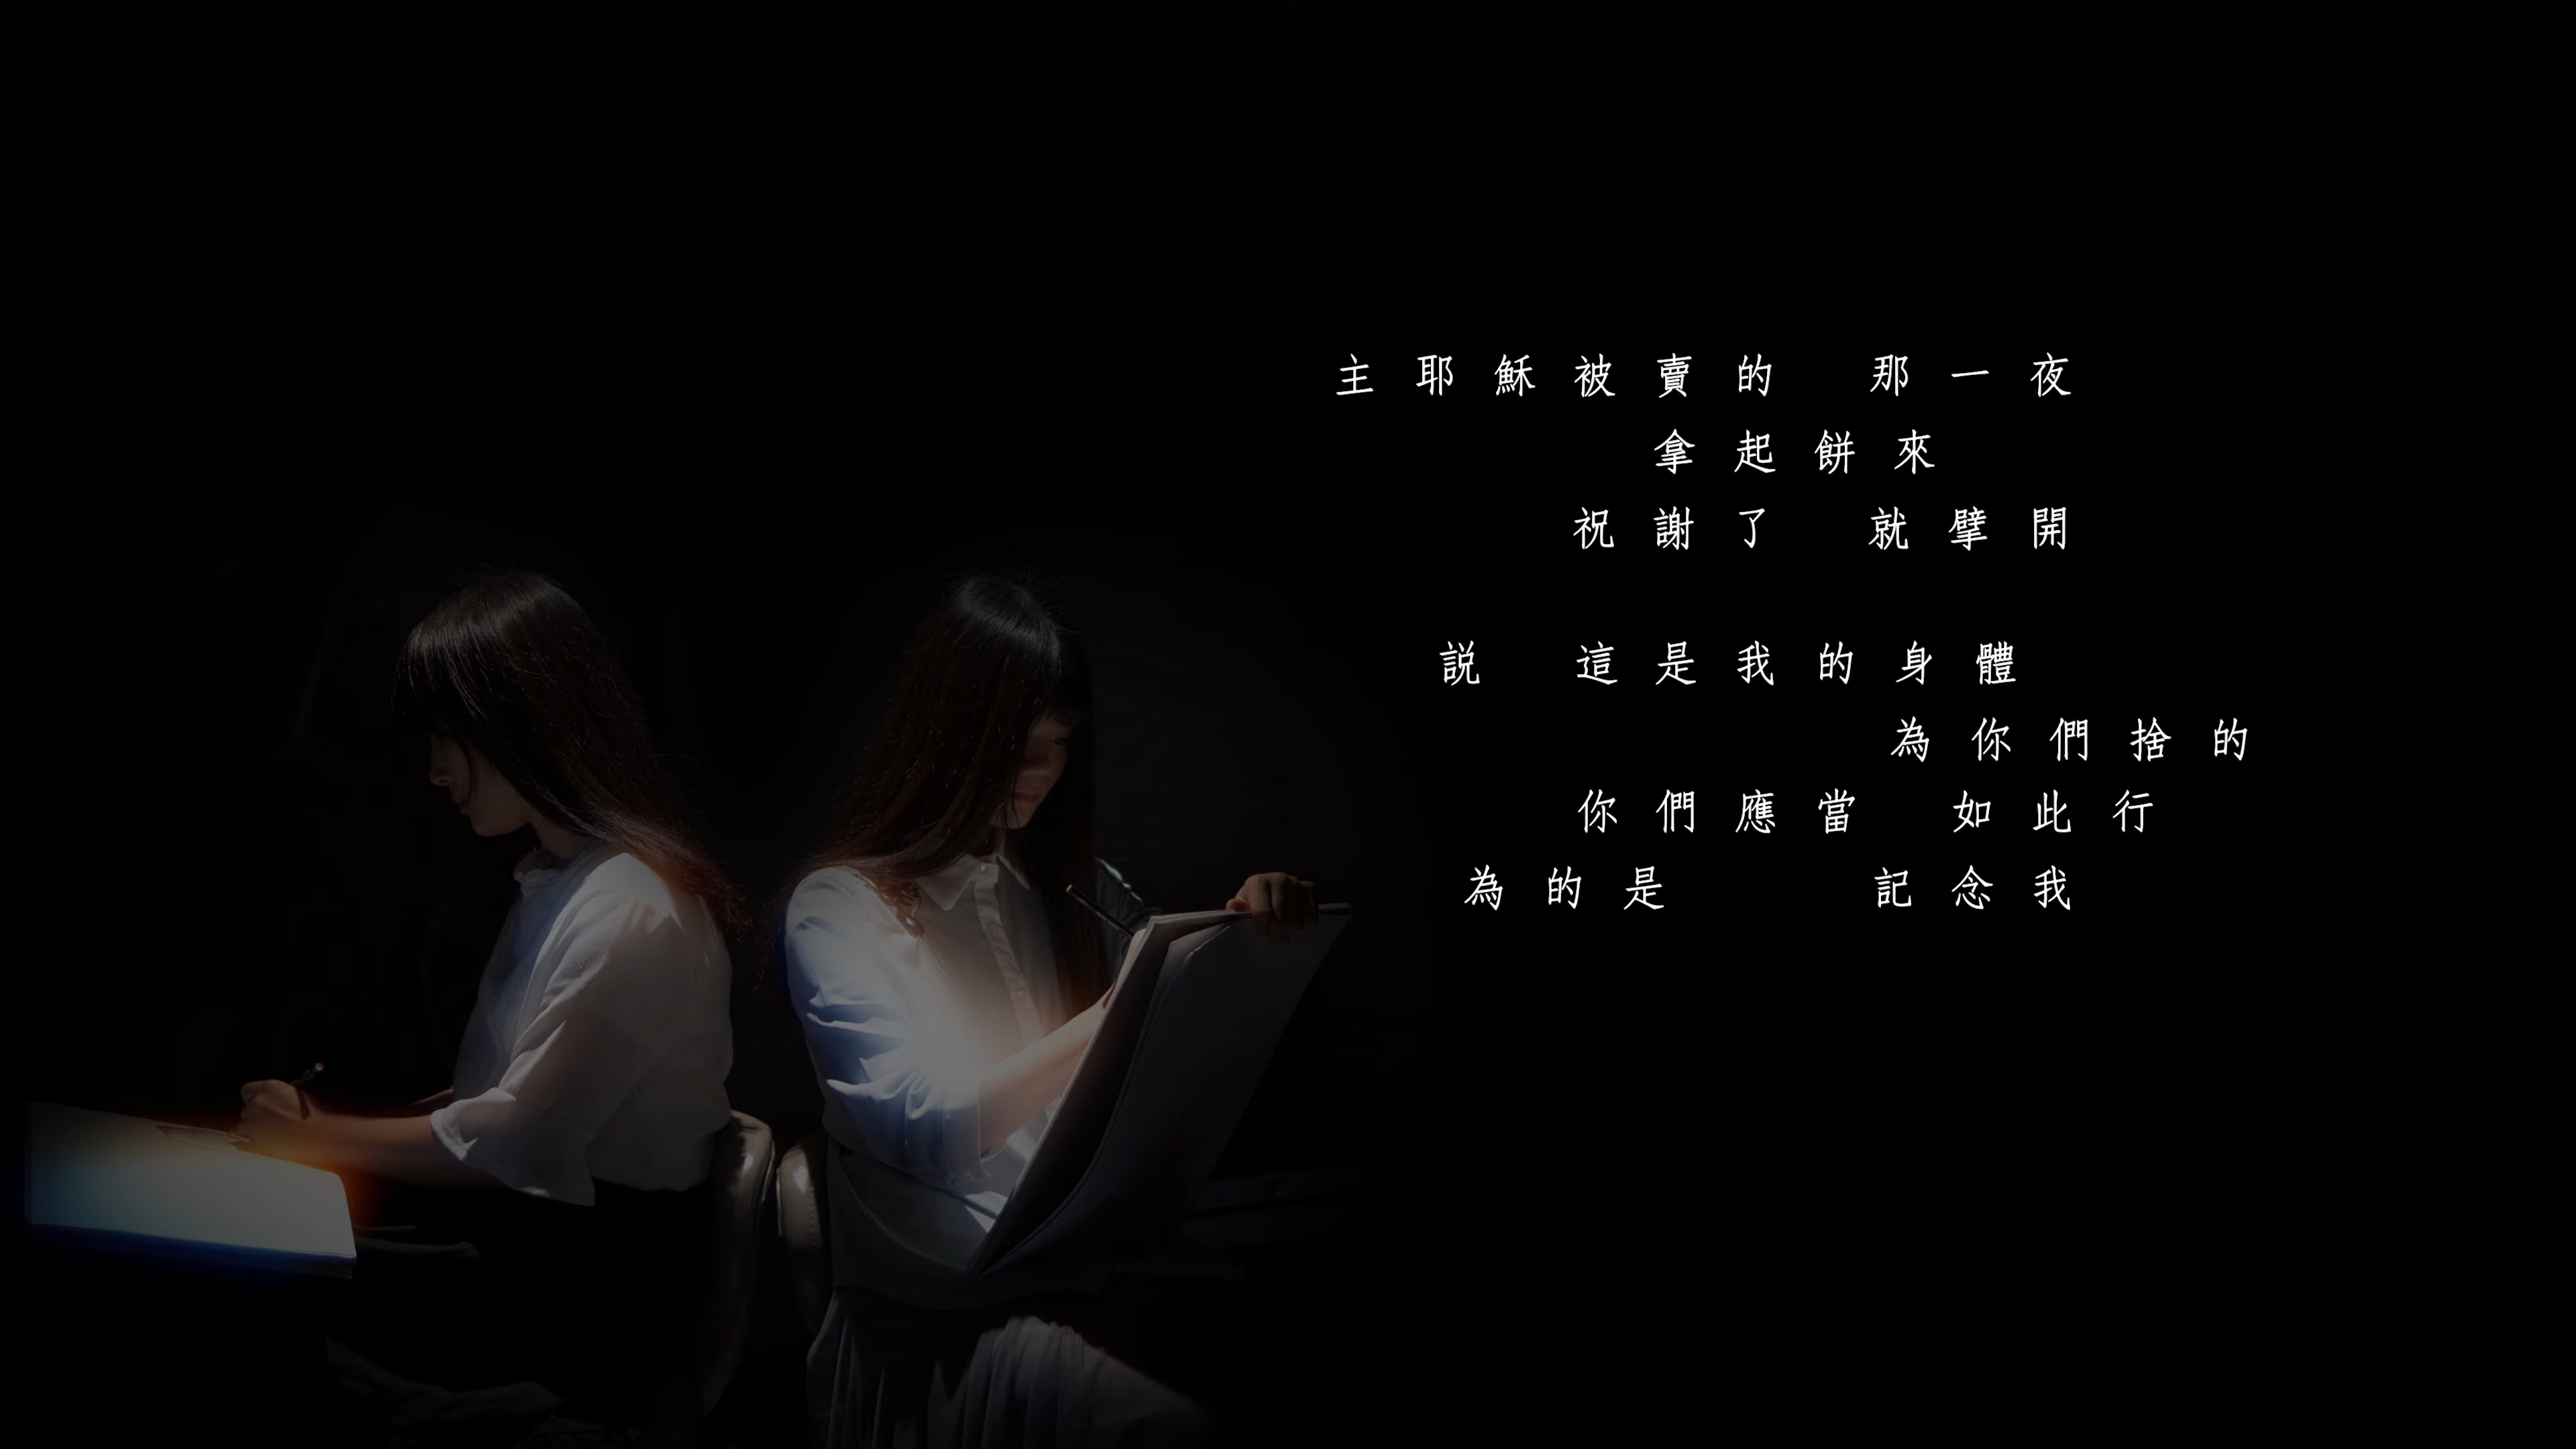 主耶穌被賣的 那一夜
拿起餅來
祝謝了 就擘開
説 這是我的身體
為你們捨的
你們應當 如此行
為的是 記念我